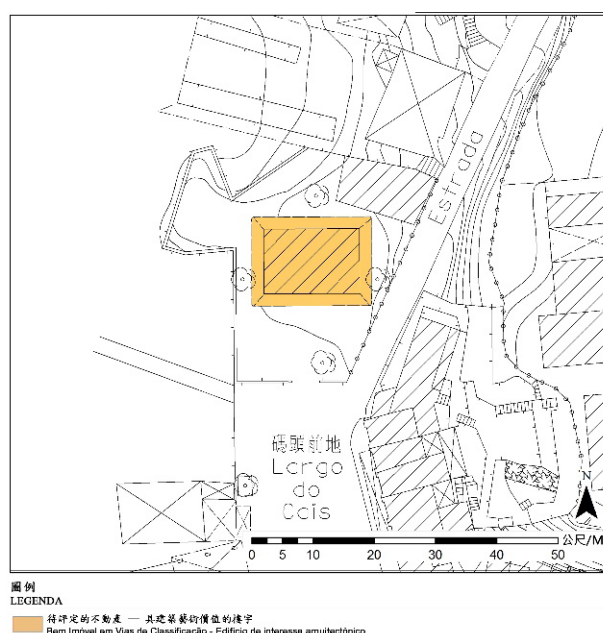 Estrada
碼頭前地
Largo
do
Cais
N
0 5 10 20 30 40 50 公尺/M
圖例
LEGENDA
待評定的不動產 — 具建築藝術價值的樓宇
Bem Imóvel em Vias de Classificação - Edifício de interesse arquitectónico